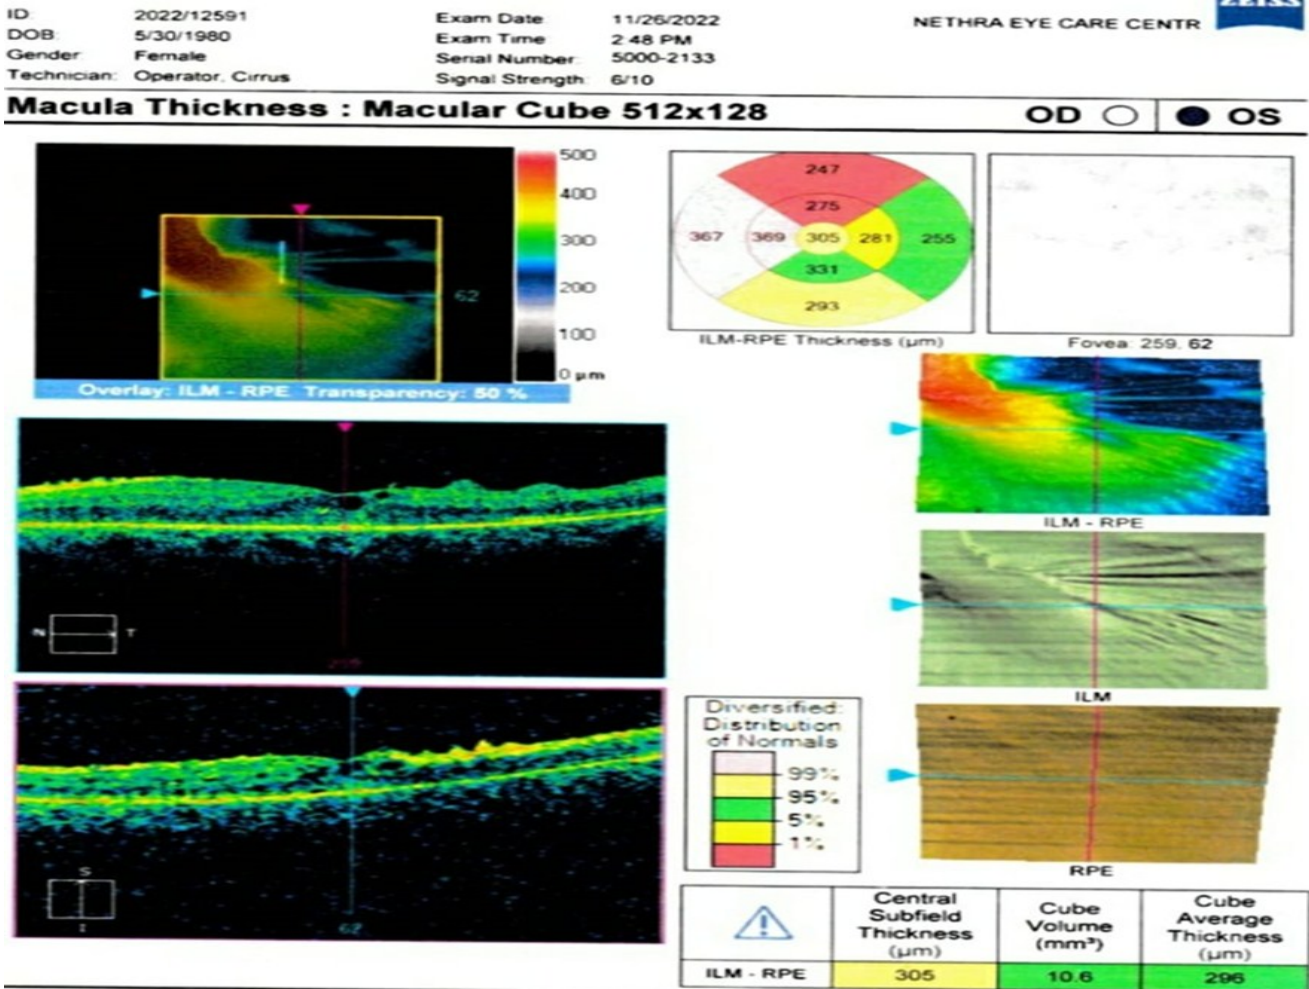 ID: 2022/12591 Exam Date: 11/26/2022
DOB: 5/30/1980 Exam Time: 2:48 PM
Gender: Female Serial Number: 5000-2133
Technician: Operator, Cirrus Signal Strength: 6/10
ZEISS
NETHRA EYE CARE CENTR
Macula Thickness : Macular Cube 512x128
OD OS
500
400
300
200
100
0 µm
62
Overlay: ILM - RPE Transparency: 50 %
247
275
367 369 305 281 255
331
293
ILM-RPE Thickness (µm)
Fovea: 259, 62
ILM - RPE
N T
259
ILM
S
I
62
Diversified:
Distribution
of Normals
99%
95%
5%
1%
RPE
Central Subfield Thickness (µm)
Cube Volume (mm³)
Cube Average Thickness (µm)
ILM - RPE 305 10.6 296